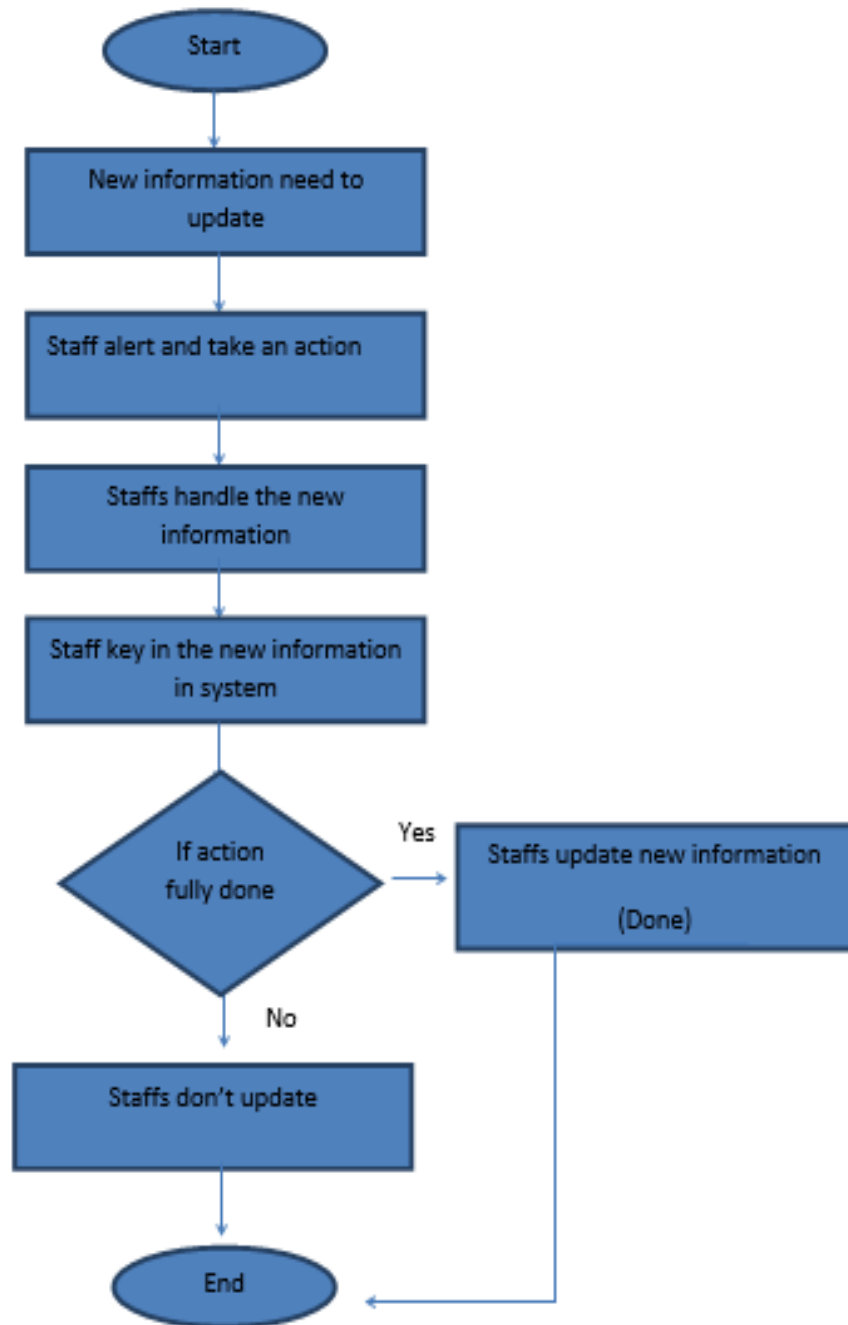 Start
New information need to
update
Staff alert and take an action
Staffs handle the new
information
Staff key in the new information
in system
If action
fully done
Yes
Staffs update new information
(Done)
No
Staffs don't update
End